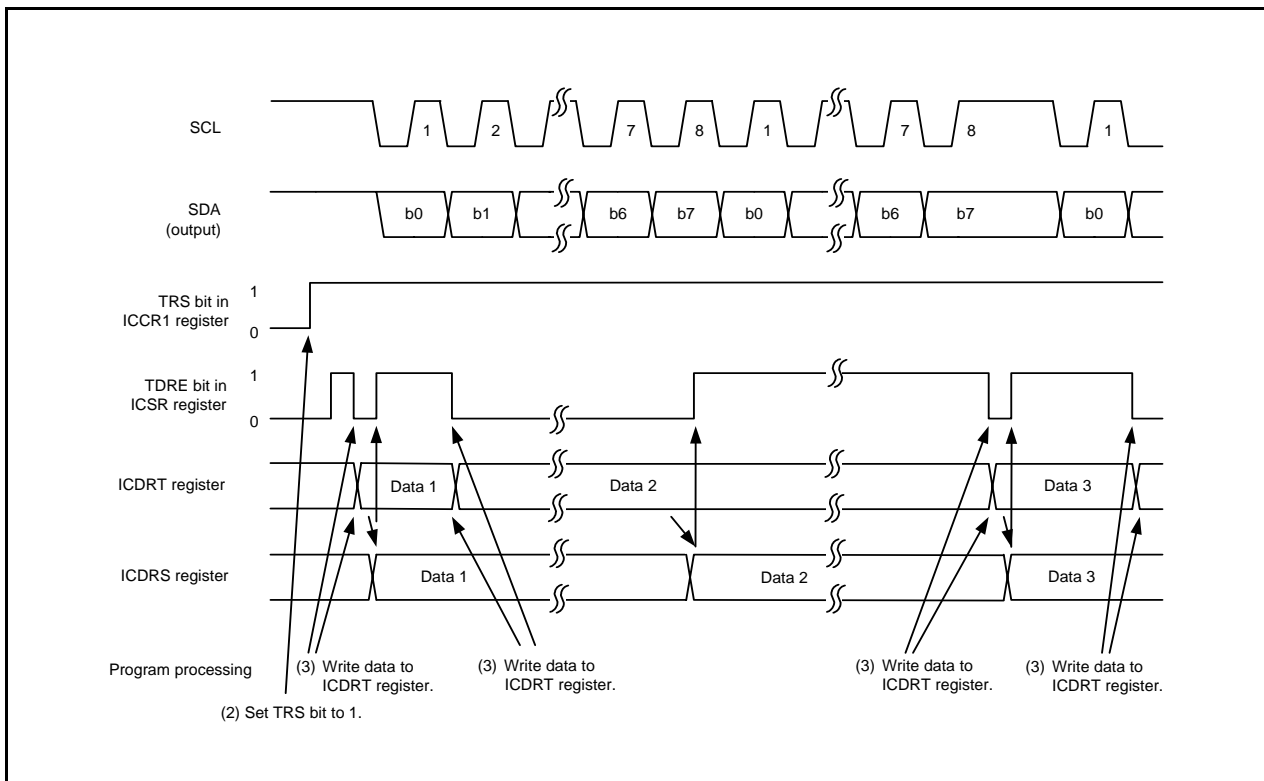 SCL
1 2 7 8 1 7 8 1
SDA
(output)
b0 b1 b6 b7 b0 b6 b7 b0
TRS bit in
ICCR1 register
1
0
TDRE bit in
ICSR register
1
0
ICDRT register
Data 1 Data 2 Data 3
ICDRS register
Data 1 Data 2 Data 3
Program processing
(3) Write data to
ICDRT register.
(3) Write data to
ICDRT register.
(3) Write data to
ICDRT register.
(3) Write data to
ICDRT register.
(2) Set TRS bit to 1.